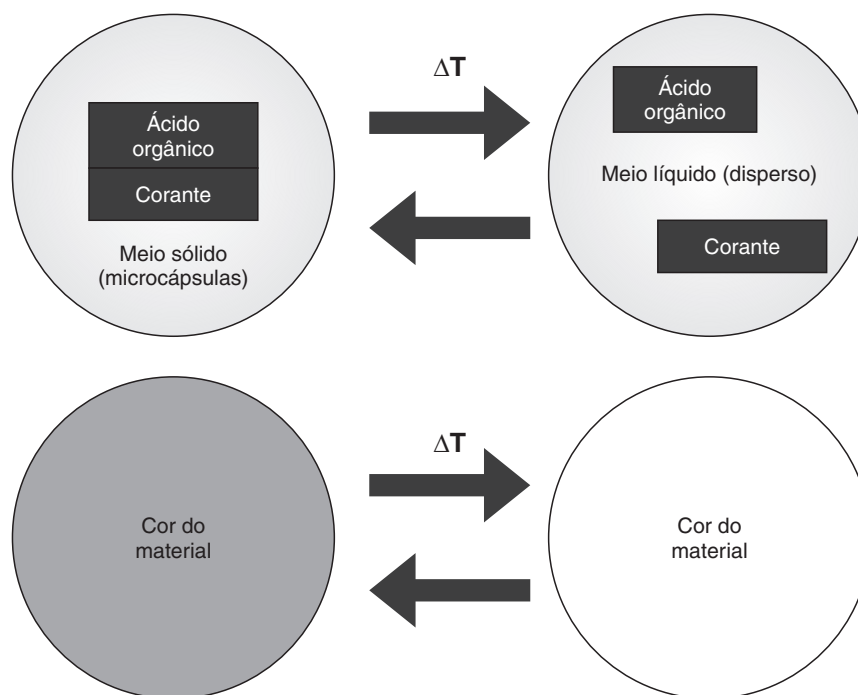 ΔT
Ácido
orgânico
Corante
Meio sólido
(microcápsulas)
Ácido
orgânico
Meio líquido (disperso)
Corante
ΔT
Cor do
material
Cor do
material